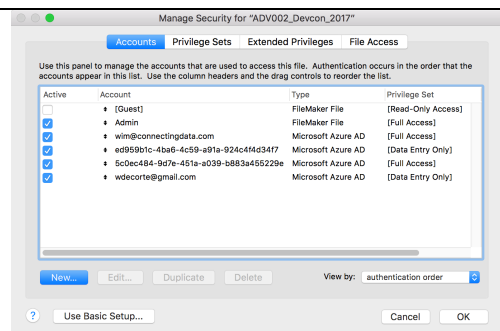 Manage Security for “ADV002_Devcon_2017”
Accounts Privilege Sets Extended Privileges File Access
Use this panel to manage the accounts that are used to access this file. Authentication occurs in the order that the
accounts appear in this list. Use the column headers and the drag controls to reorder the list.
Active Account Type Privilege Set
[Guest] FileMaker File [Read-Only Access]
Admin FileMaker File [Full Access]
wim@connectingdata.com Microsoft Azure AD [Full Access]
ed959b1c-4ba6-4c59-a91a-924c4f4d34f7 Microsoft Azure AD [Data Entry Only]
5c0ec484-9d7e-451a-a039-b883a455229e Microsoft Azure AD [Full Access]
wdecorte@gmail.com Microsoft Azure AD [Data Entry Only]
New... Edit... Duplicate Delete View by: authentication order
? Use Basic Setup... Cancel OK